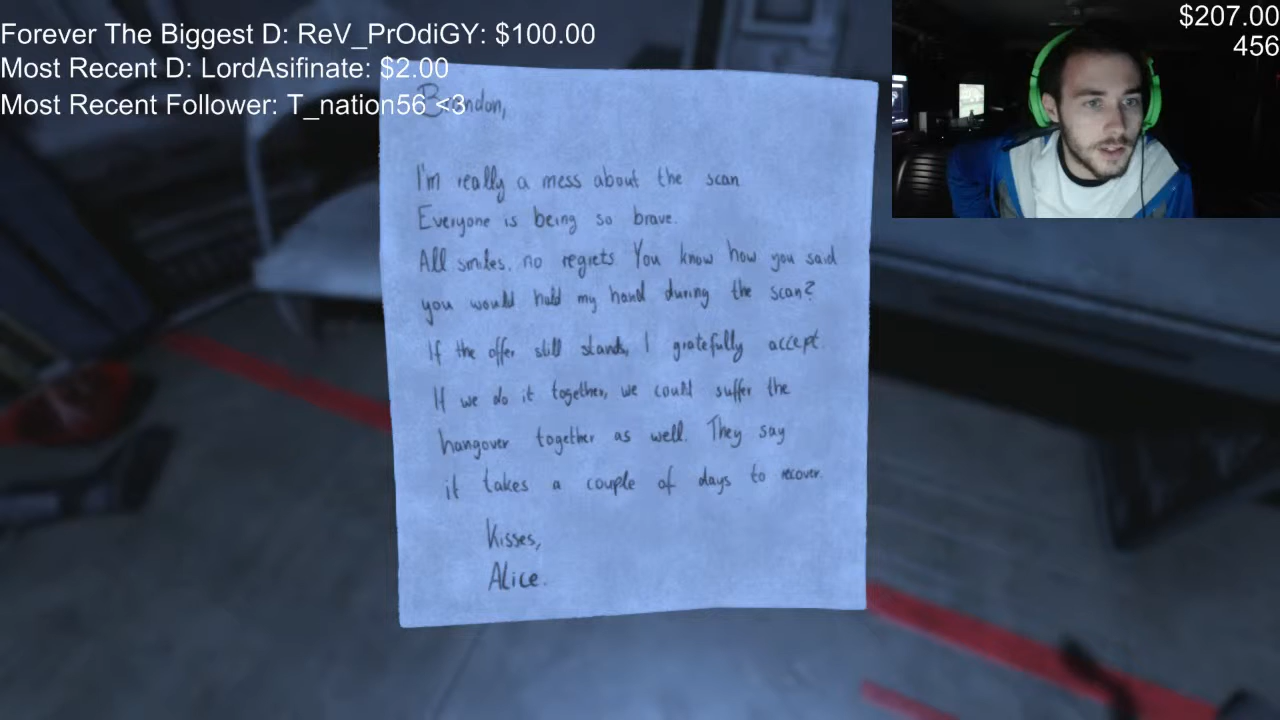 Forever The Biggest D: ReV_PrOdiGY: $100.00
Most Recent D: LordAsifinate: $2.00
Most Recent Follower: T_nation56 <3
$207.00
456
Brandon,
I'm really a mess about the scan
Everyone is being so brave.
All smiles, no regrets You know how you said
you would hold my hand during the scan?
If the offer still stands, I gratefully accept.
If we do it together, we could suffer the
hangover together as well. They say
it takes a couple of days to recover.
Kisses,
Alice.